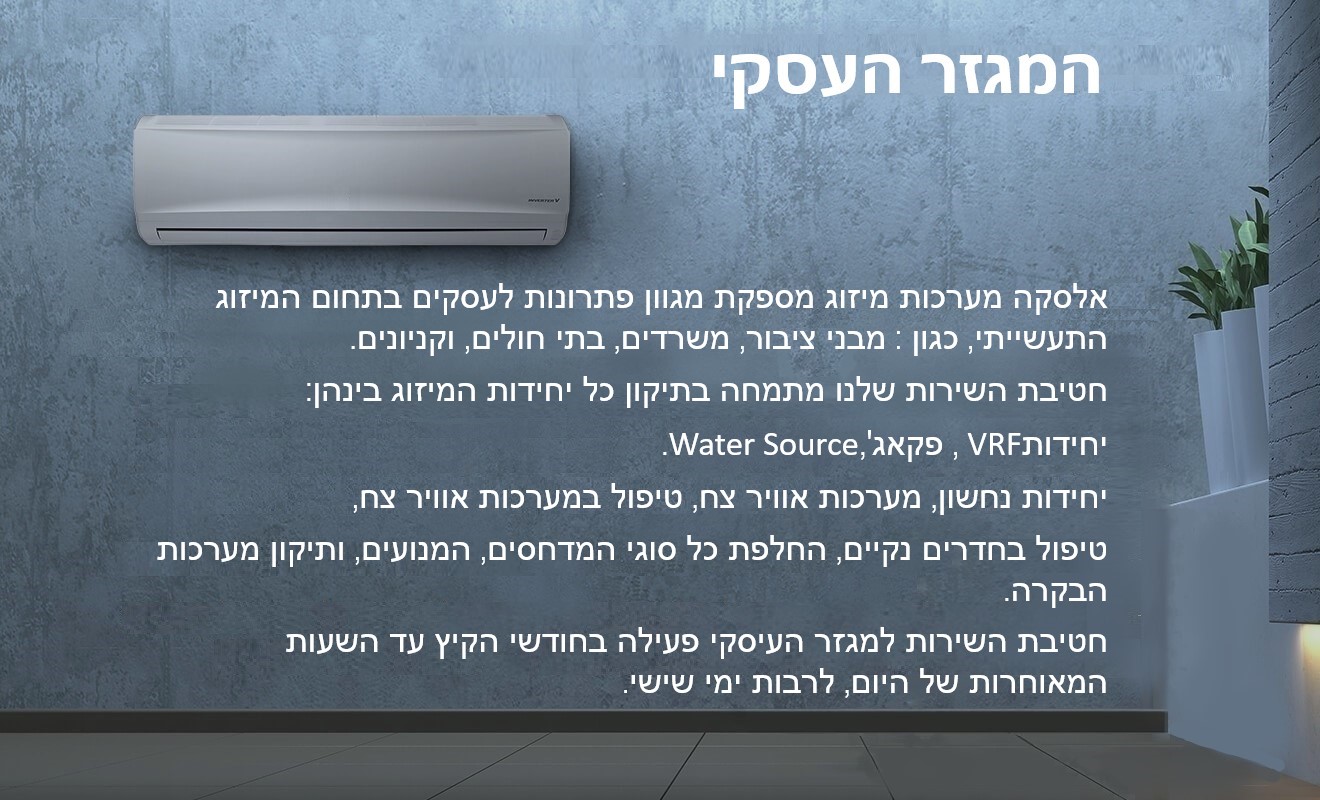 המגזר העסקי
INVERTER V
אלסקה מערכות מיזוג מספקת מגוון פתרונות לעסקים בתחום המיזוג
התעשייתי, כגון : מבני ציבור, משרדים, בתי חולים, וקניונים.
חטיבת השירות שלנו מתמחה בתיקון כל יחידות המיזוג בינהן:
יחידותVRF , פקאג',Water Source.
יחידות נחשון, מערכות אוויר צח, טיפול במערכות אוויר צח,
טיפול בחדרים נקיים, החלפת כל סוגי המדחסים, המנועים, ותיקון מערכות
הבקרה.
חטיבת השירות למגזר העיסקי פעילה בחודשי הקיץ עד השעות
המאוחרות של היום, לרבות ימי שישי.